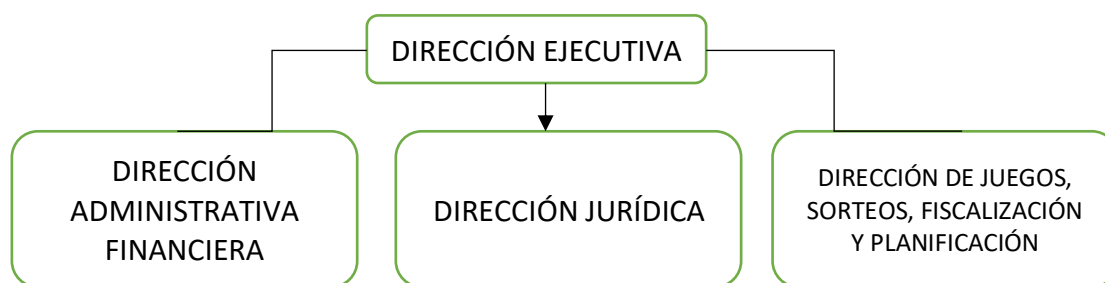 DIRECCIÓN EJECUTIVA
DIRECCIÓN
ADMINISTRATIVA
FINANCIERA
DIRECCIÓN JURÍDICA
DIRECCIÓN DE JUEGOS,
SORTEOS, FISCALIZACIÓN
Y PLANIFICACIÓN